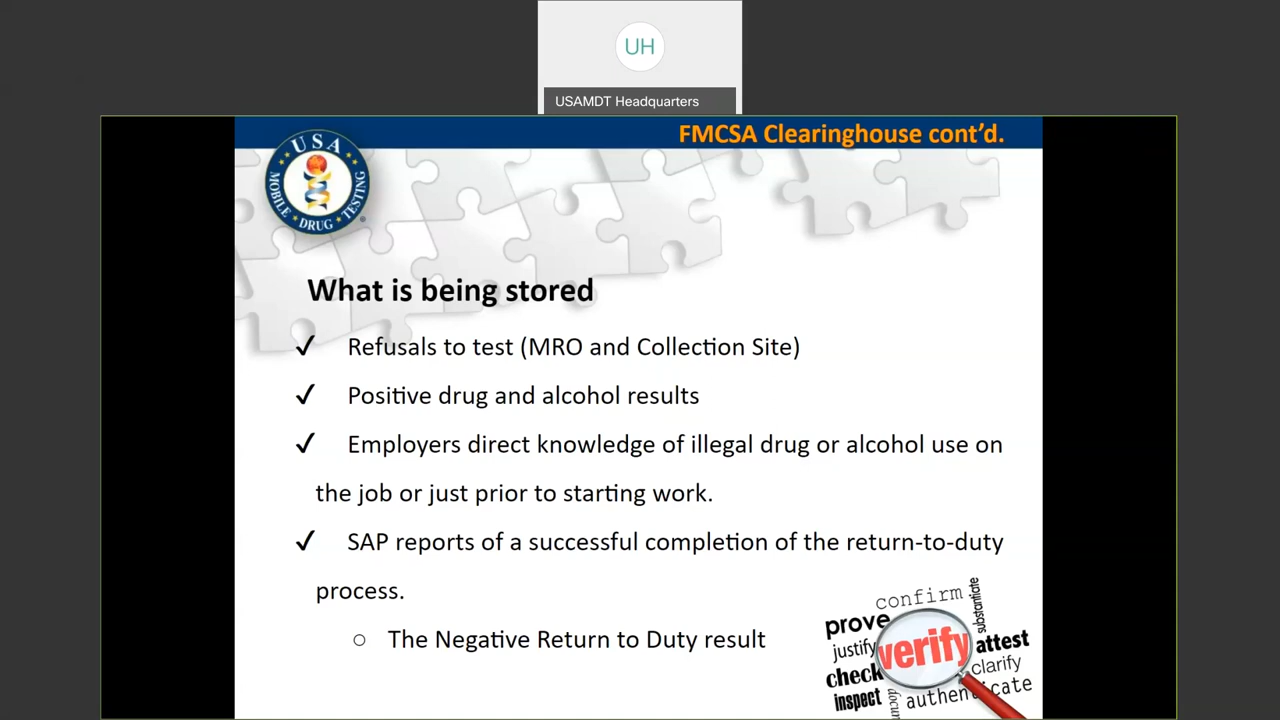 UH
USAMDT Headquarters
FMCSA Clearinghouse cont’d.
USA
MOBILE DRUG TESTING
®
What is being stored
✓ Refusals to test (MRO and Collection Site)
✓ Positive drug and alcohol results
✓ Employers direct knowledge of illegal drug or alcohol use on
the job or just prior to starting work.
✓ SAP reports of a successful completion of the return-to-duty
process.
○ The Negative Return to Duty result
confirm
substantiate
prove
justify
verify
attest
check
clarify
inspect
docu
authenticate